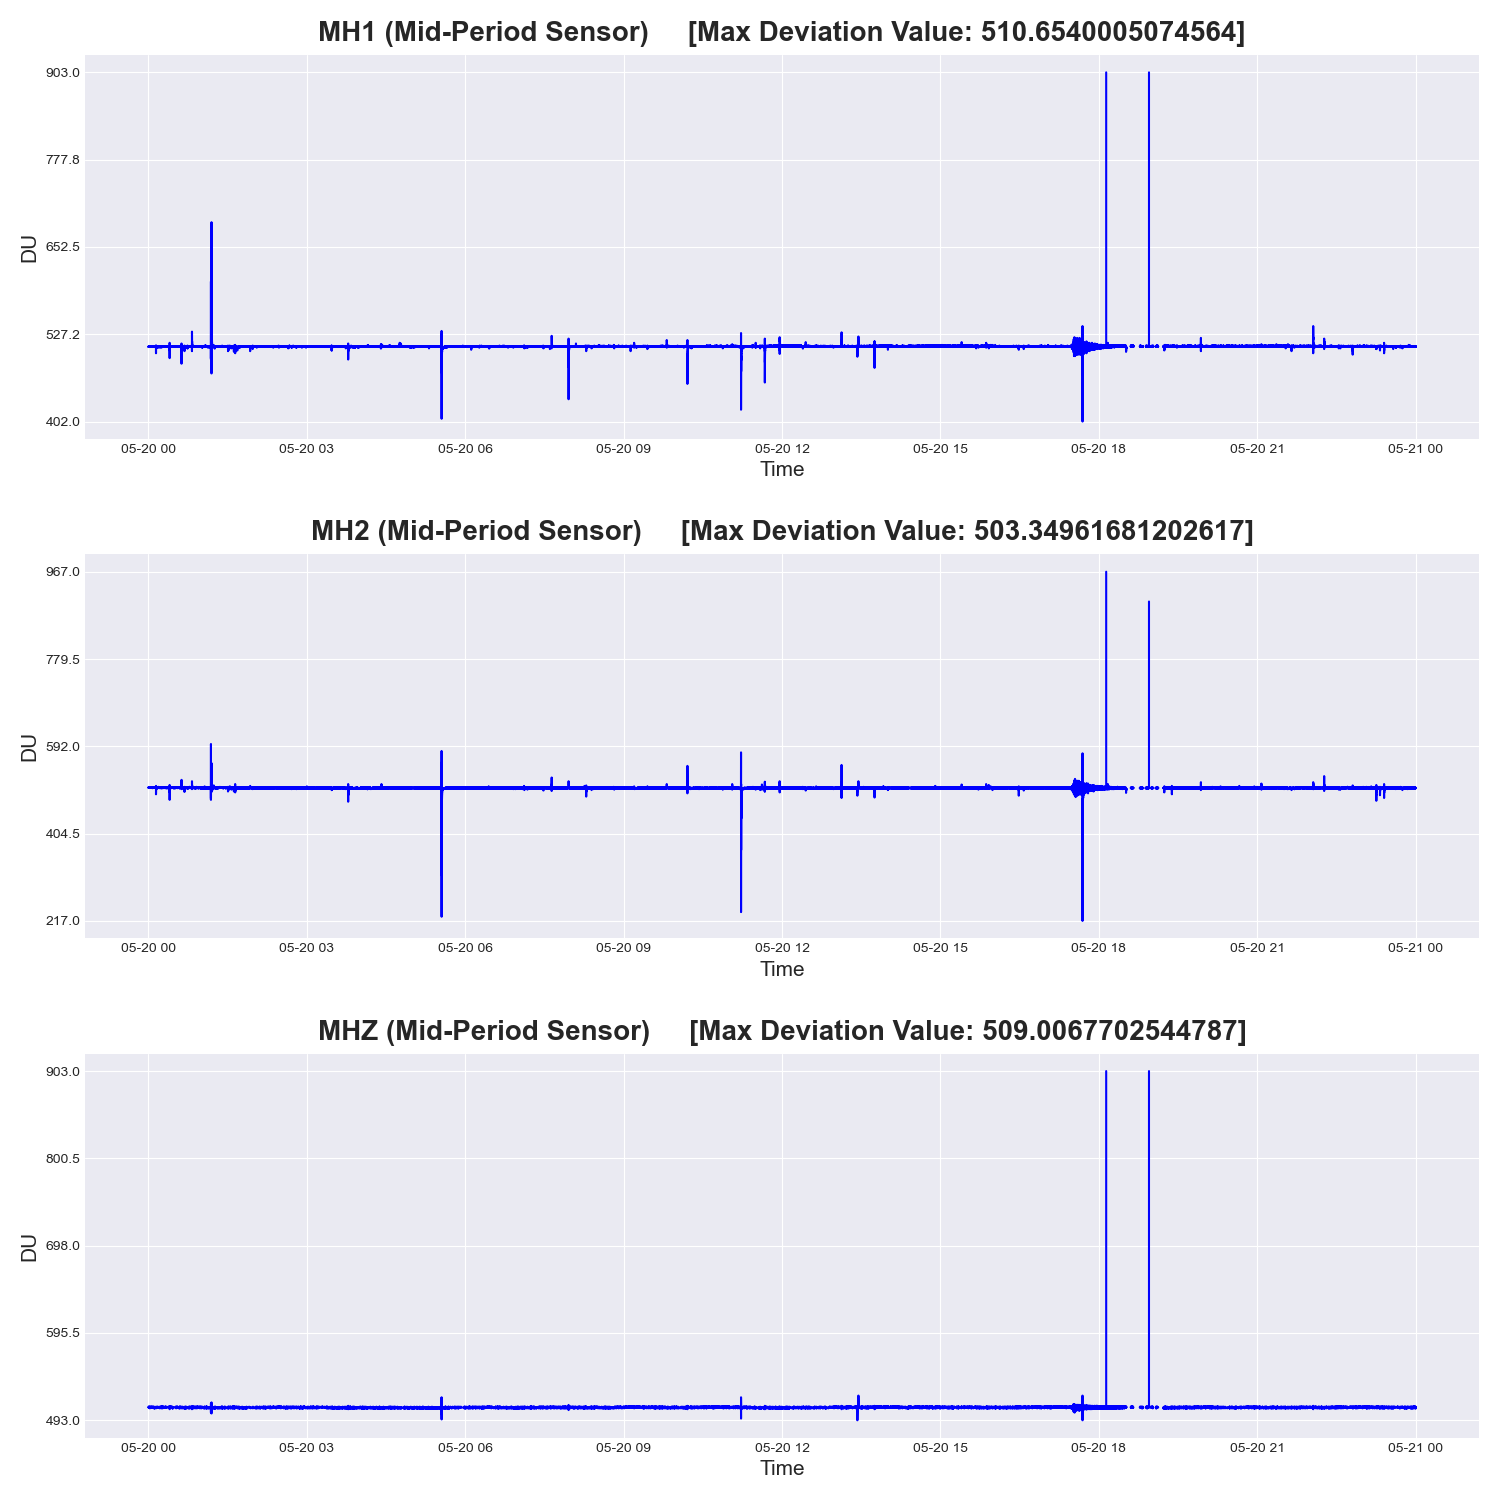 MH1 (Mid-Period Sensor) [Max Deviation Value: 510.6540005074564]
903.0
777.8
652.5
527.2
402.0
DU
05-20 00 05-20 03 05-20 06 05-20 09 05-20 12 05-20 15 05-20 18 05-20 21 05-21 00
Time
MH2 (Mid-Period Sensor) [Max Deviation Value: 503.34961681202617]
967.0
779.5
592.0
404.5
217.0
DU
05-20 00 05-20 03 05-20 06 05-20 09 05-20 12 05-20 15 05-20 18 05-20 21 05-21 00
Time
MHZ (Mid-Period Sensor) [Max Deviation Value: 509.0067702544787]
903.0
800.5
698.0
595.5
493.0
DU
05-20 00 05-20 03 05-20 06 05-20 09 05-20 12 05-20 15 05-20 18 05-20 21 05-21 00
Time